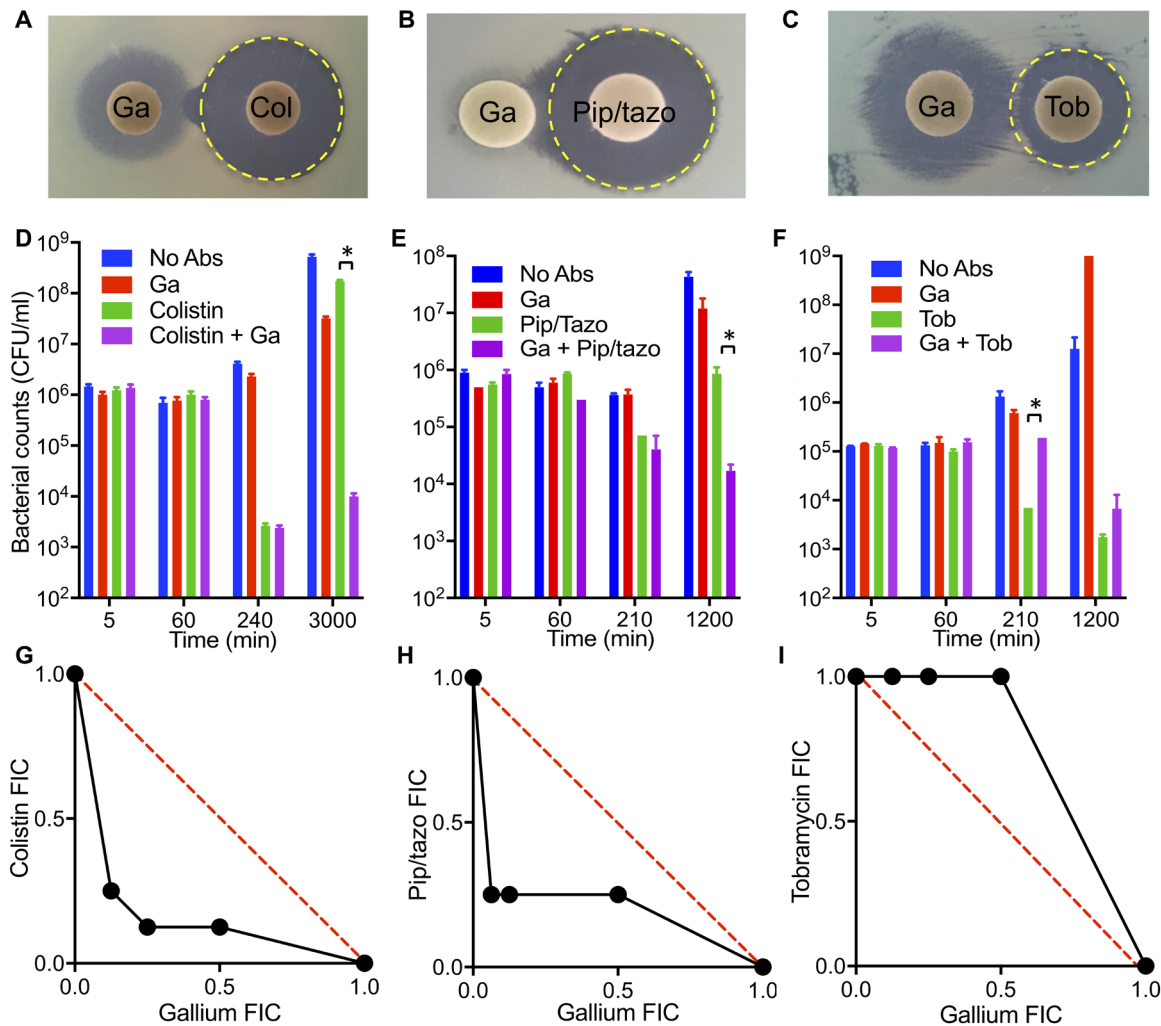 A
Ga
Col
B
Ga
Pip/tazo
C
Ga
Tob
D
Bacterial counts (CFU/ml)
10⁹
10⁸
10⁷
10⁶
10⁵
10⁴
10³
10²
No Abs
Ga
Colistin
Colistin + Ga
*
5
60
240
3000
Time (min)
E
10⁸
10⁷
10⁶
10⁵
10⁴
10³
10²
No Abs
Ga
Pip/Tazo
Ga + Pip/tazo
*
5
60
210
1200
Time (min)
F
10⁹
10⁸
10⁷
10⁶
10⁵
10⁴
10³
10²
No Abs
Ga
Tob
Ga + Tob
*
5
60
210
1200
Time (min)
G
Colistin FIC
1.0
0.5
0.0
0.0
0.5
1.0
Gallium FIC
H
Pip/tazo FIC
1.0
0.5
0.0
0.0
0.5
1.0
Gallium FIC
I
Tobramycin FIC
1.0
0.5
0.0
0.0
0.5
1.0
Gallium FIC